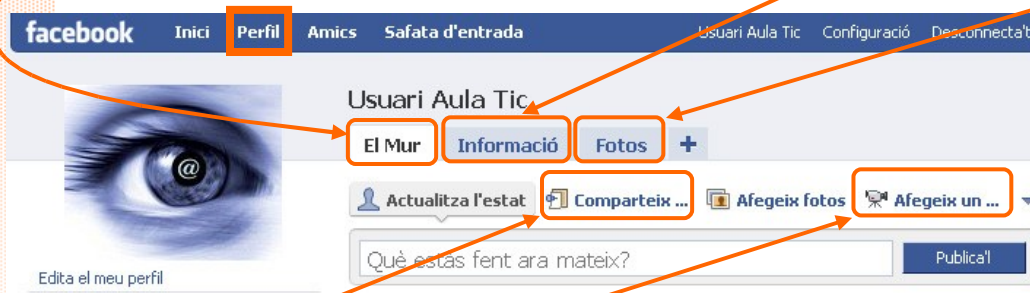 facebook Inici Perfil Amics Safata d'entrada Usuari Aula Tic Configuració Desconnecta't
Usuari Aula Tic
El Mur Informació Fotos +
Actualitza l'estat Comparteix ... Afegeix fotos Afegeix un ...
Què estàs fent ara mateix? Publica'l
Edita el meu perfil
@